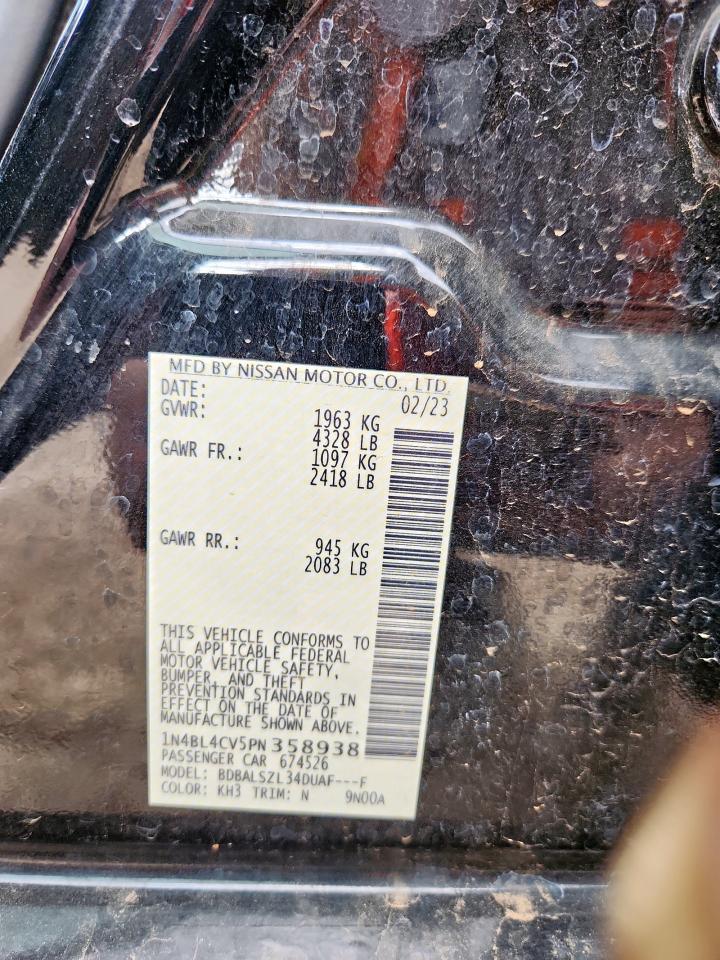 MFD BY NISSAN MOTOR CO., LTD.
DATE: 02/23
GVWR: 1963 KG
4328 LB
GAWR FR.: 1097 KG
2418 LB
GAWR RR.: 945 KG
2083 LB
THIS VEHICLE CONFORMS TO
ALL APPLICABLE FEDERAL
MOTOR VEHICLE SAFETY,
BUMPER, AND THEFT
PREVENTION STANDARDS IN
EFFECT ON THE DATE OF
MANUFACTURE SHOWN ABOVE.
1N4BL4CV5PN358938
PASSENGER CAR 674526
MODEL: BDBALSZL34DUAF---F
COLOR: KH3 TRIM: N 9N00A